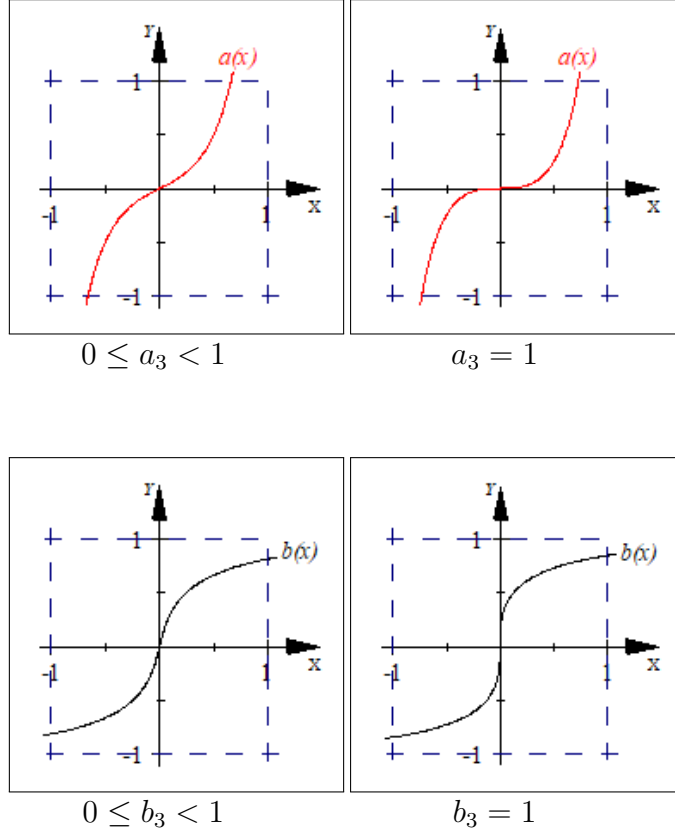 Y Y
a(x) a(x)
1 1
-1 1 X -1 1 X
-1 -1
0 ≤ a₃ < 1 a₃ = 1
Y Y
1 b(x) 1 b(x)
-1 1 X -1 1 X
-1 -1
0 ≤ b₃ < 1 b₃ = 1